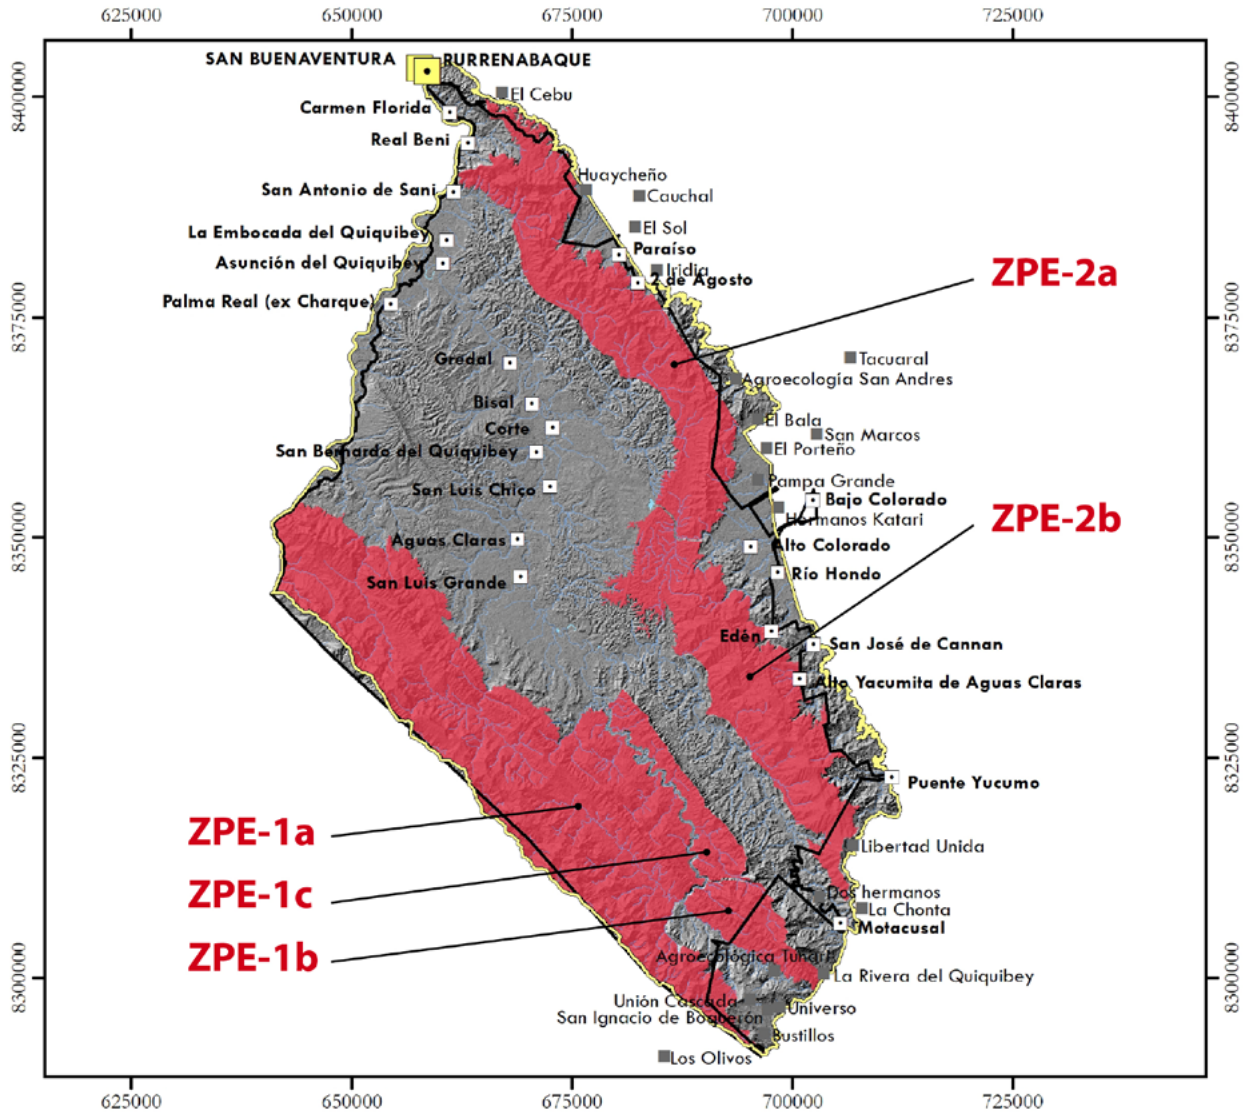 625000 650000 675000 700000 725000
8400000 8400000
SAN BUENAVENTURA RURRENABAQUE
El Cebu
Carmen Florida
Real Beni
Huaycheño
San Antonio de Sani
Cauchal
El Sol
La Embocada del Quiquibey
Paraíso
Asunción del Quiquibey
Iridia
ZPE-2a
2 de Agosto
Palma Real (ex Charque)
8375000 8375000
Gredal
Tacuaral
Agroecología San Andres
Bisal
El Bala
Corte
San Marcos
San Bernardo del Quiquibey
El Porteño
Pampa Grande
San Luis Chico
Bajo Colorado
Hermanos Katari
ZPE-2b
8350000 8350000
Aguas Claras
Alto Colorado
Río Hondo
San Luis Grande
Edén
San José de Cannan
Alto Yacumita de Aguas Claras
8325000 8325000
Puente Yucumo
ZPE-1a
Libertad Unida
ZPE-1c
Dos hermanos
La Chonta
Motacusal
ZPE-1b
Agroecológica Tunari
La Rivera del Quiquibey
8300000 8300000
Unión Cascada
Universo
San Ignacio de Boquerón
Bustillos
Los Olivos
625000 650000 675000 700000 725000